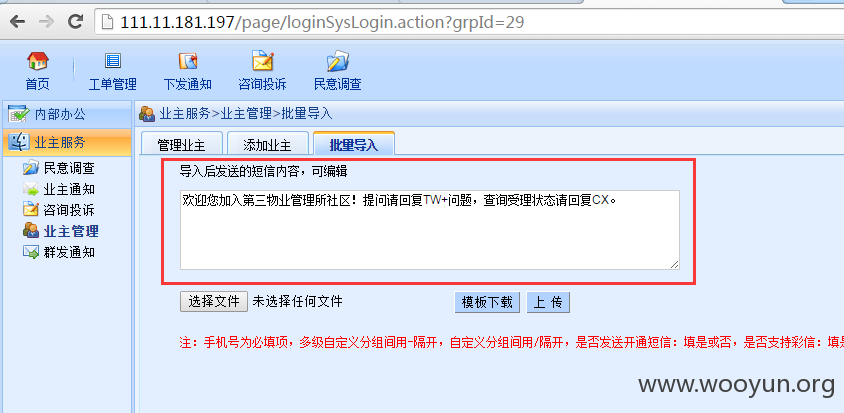 111.11.181.197/page/loginSysLogin.action?grpId=29
首页 工单管理 下发通知 咨询投诉 民意调查
内部办公
业主服务>业主管理>批量导入
业主服务
管理业主 添加业主 批量导入
民意调查
业主通知
咨询投诉
业主管理
群发通知
导入后发送的短信内容，可编辑
欢迎您加入第三物业管理所社区！提问请回复TW+问题，查询受理状态请回复CX。
选择文件 未选择任何文件 模板下载 上 传
注：手机号为必填项，多级自定义分组间用-隔开，自定义分组间用/隔开，是否发送开通短信：填是或否，是否支持彩信：填是
www.wooyun.org